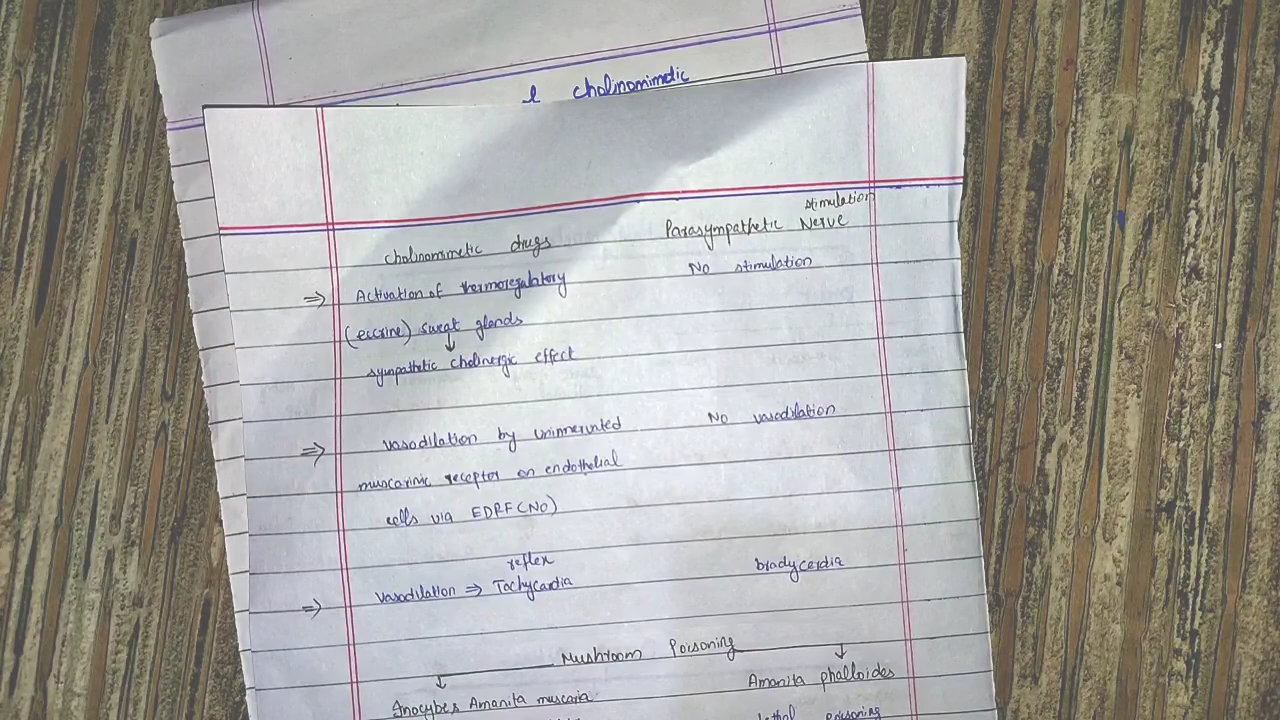 cholinomimetic
stimulation
cholinomimetic drugs Parasympathetic Nerve
⇒ Activation of thermoregulatory No stimulation
(eccrine) sweat glands
↓
sympathetic cholinergic effect
⇒ vasodilation by uninnervated No vasodilation
muscarinic receptor on endothelial
cells via EDRF(NO)
reflex
⇒ vasodilation ⇒ Tachycardia bradycardia
Mushroom Poisoning
↓ ↓
Anocybes Amanita muscaria Amanita phalloides
lethal poisoning